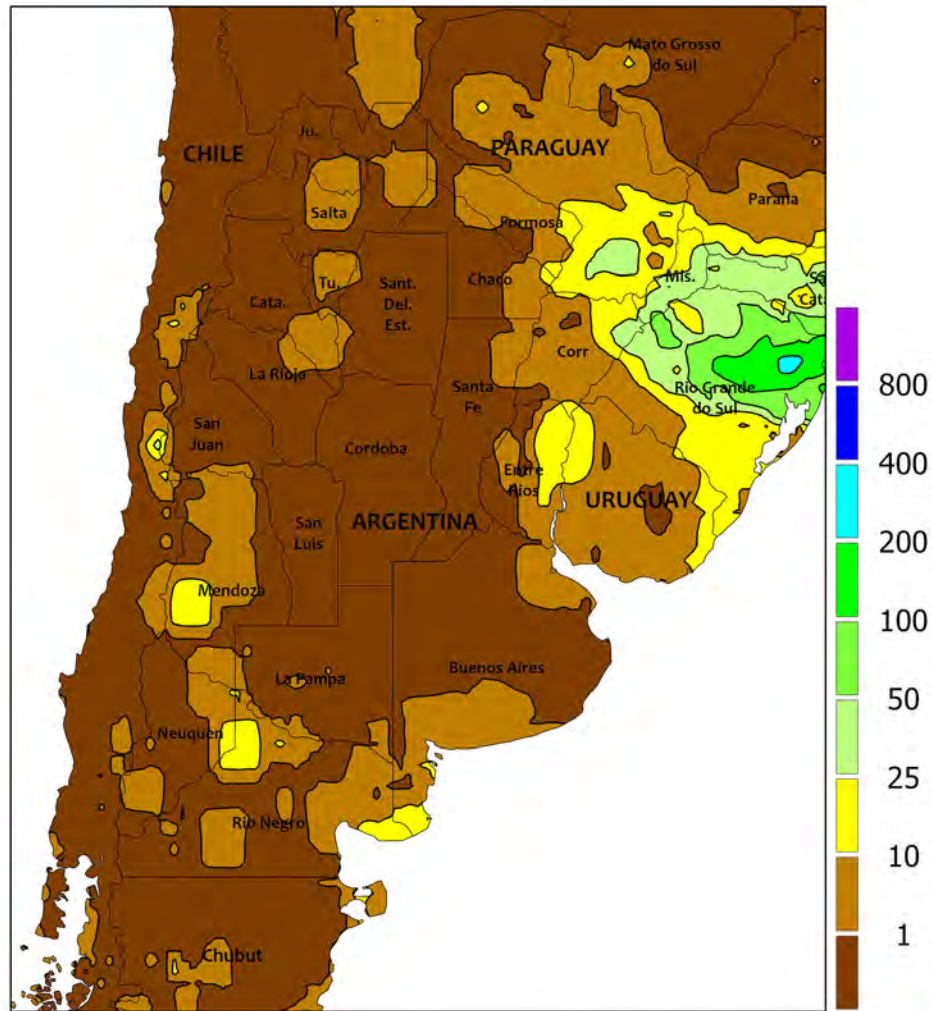 Mato Grosso
do Sul
Ju.
CHILE
PARAGUAY
Parana
Salta
Formosa
Mis.
Chaco
Tu.
Sant.
Del.
Est.
Cata.
Cata
Corr
La Rioja
Santa
Fe
Rio Grande
do Sul
San
Juan
Cordoba
Entre
Rios
URUGUAY
San
Luis
ARGENTINA
Mendoza
La Pampa
Buenos Aires
Neuquen
Rio Negro
Chubut
800
400
200
100
50
25
10
1